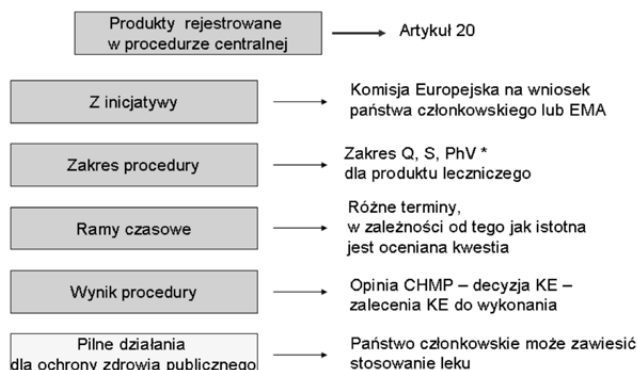 Produkty rejestrowane
w procedurze centralnej
Artykuł 20
Z inicjatywy
Komisja Europejska na wniosek
państwa członkowskiego lub EMA
Zakres procedury
Zakres Q, S, PhV *
dla produktu leczniczego
Ramy czasowe
Różne terminy,
w zależności od tego jak istotna
jest oceniana kwestia
Wynik procedury
Opinia CHMP – decyzja KE –
zalecenia KE do wykonania
Pilne działania
dla ochrony zdrowia publicznego
Państwo członkowskie może zawiesić
stosowanie leku